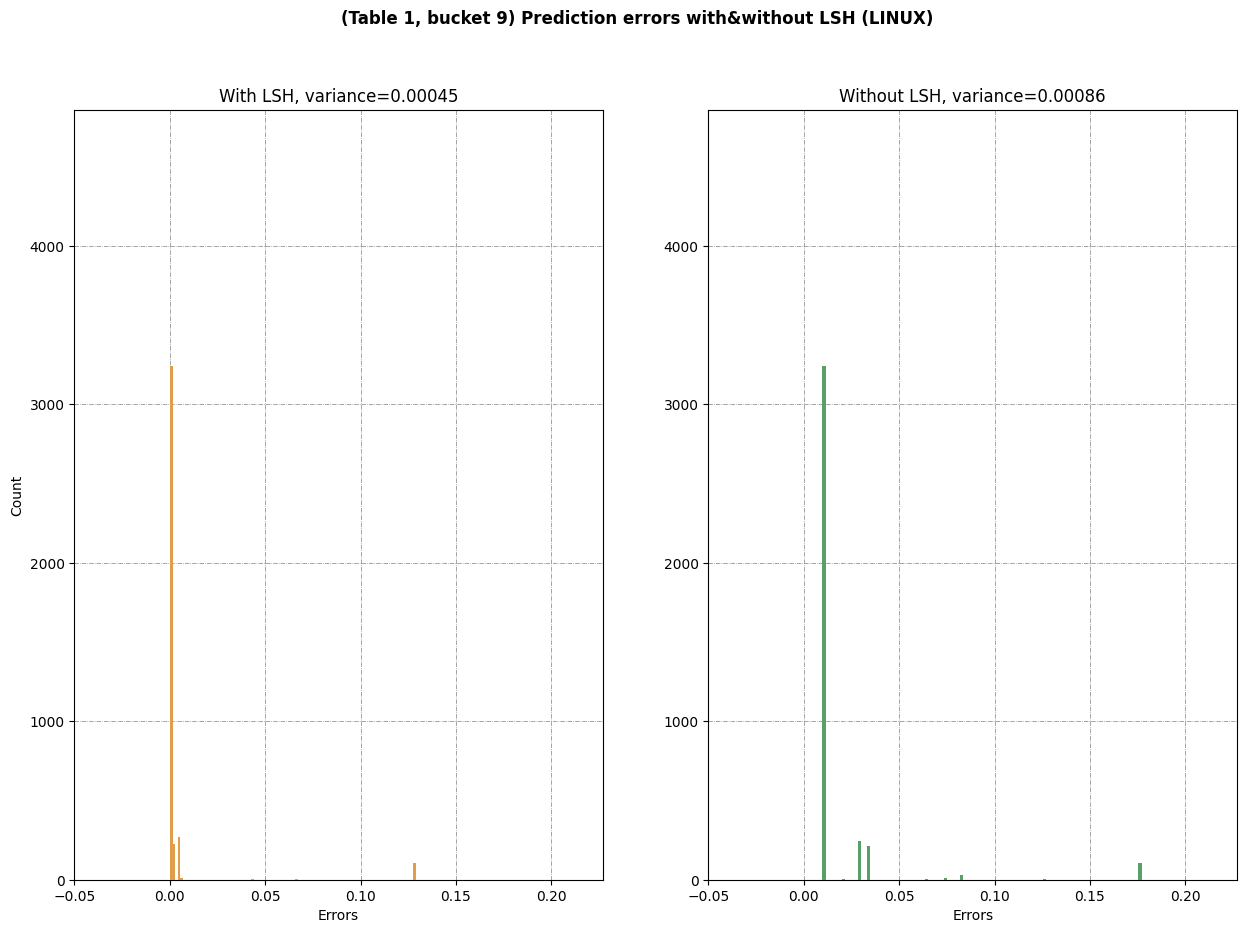 (Table 1, bucket 9) Prediction errors with&without LSH (LINUX)
With LSH, variance=0.00045
Count
4000
3000
2000
1000
0
−0.05 0.00 0.05 0.10 0.15 0.20
Errors
Without LSH, variance=0.00086
4000
3000
2000
1000
0
−0.05 0.00 0.05 0.10 0.15 0.20
Errors